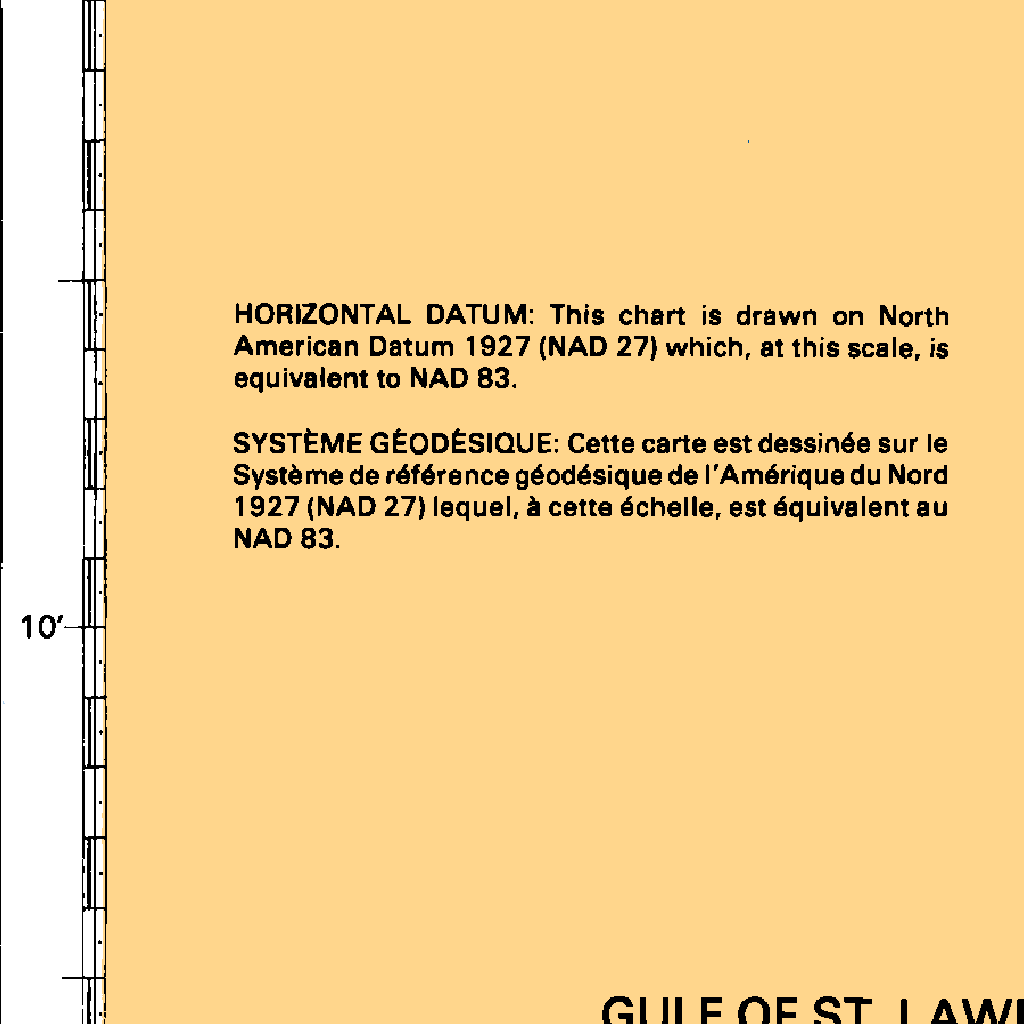 HORIZONTAL DATUM: This chart is drawn on North
American Datum 1927 (NAD 27) which, at this scale, is
equivalent to NAD 83.
SYSTÈME GÉODÉSIQUE: Cette carte est dessinée sur le
Système de référence géodésique de l'Amérique du Nord
1927 (NAD 27) lequel, à cette échelle, est équivalent au
NAD 83.
10′
GULF OF ST.